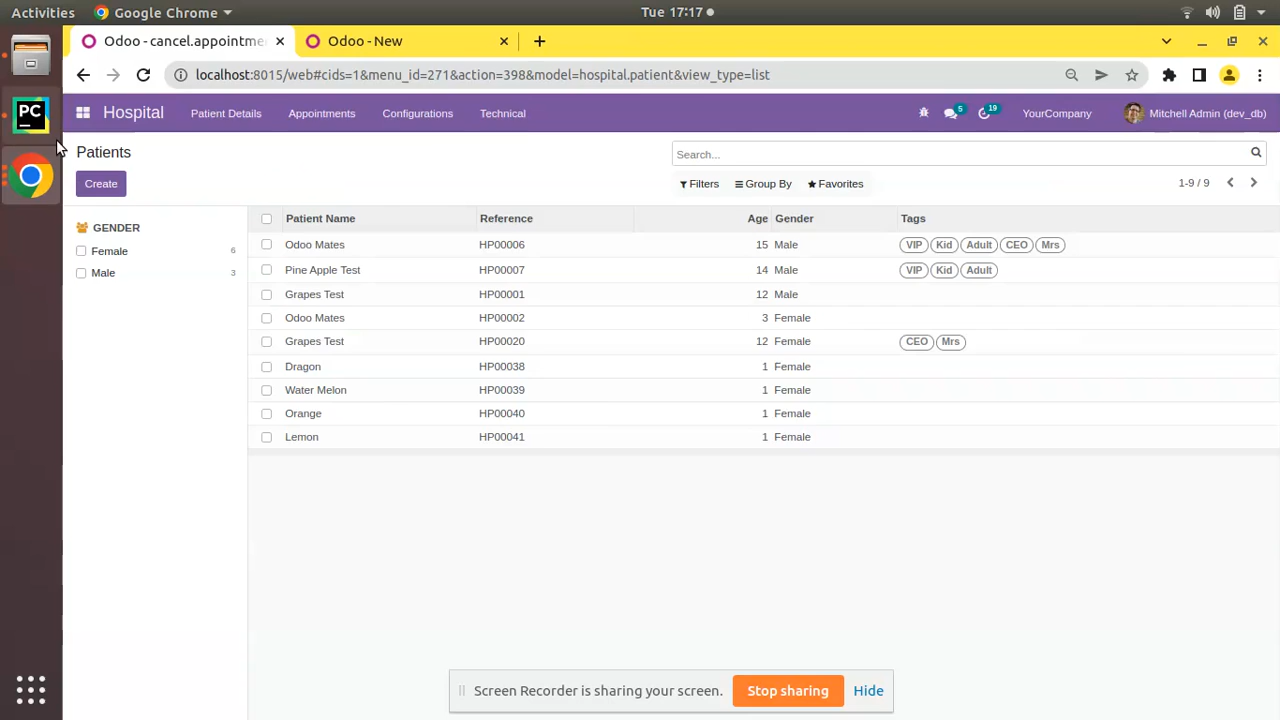 Activities Google Chrome Tue 17:17
Odoo - cancel.appointme Odoo - New
localhost:8015/web#cids=1&menu_id=271&action=398&model=hospital.patient&view_type=list
Hospital Patient Details Appointments Configurations Technical 5 19 YourCompany Mitchell Admin (dev_db)
PC
Patients Search...
Create Filters Group By Favorites 1-9 / 9
GENDER
Female 6
Male 3
Patient Name Reference Age Gender Tags
Odoo Mates HP00006 15 Male VIP Kid Adult CEO Mrs
Pine Apple Test HP00007 14 Male VIP Kid Adult
Grapes Test HP00001 12 Male
Odoo Mates HP00002 3 Female
Grapes Test HP00020 12 Female CEO Mrs
Dragon HP00038 1 Female
Water Melon HP00039 1 Female
Orange HP00040 1 Female
Lemon HP00041 1 Female
Screen Recorder is sharing your screen. Stop sharing Hide